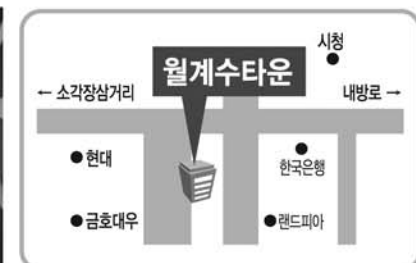 시청
월계수타운
← 소각장삼거리
내방로 →
●현대
한국은행
●금호대우
●랜드피아